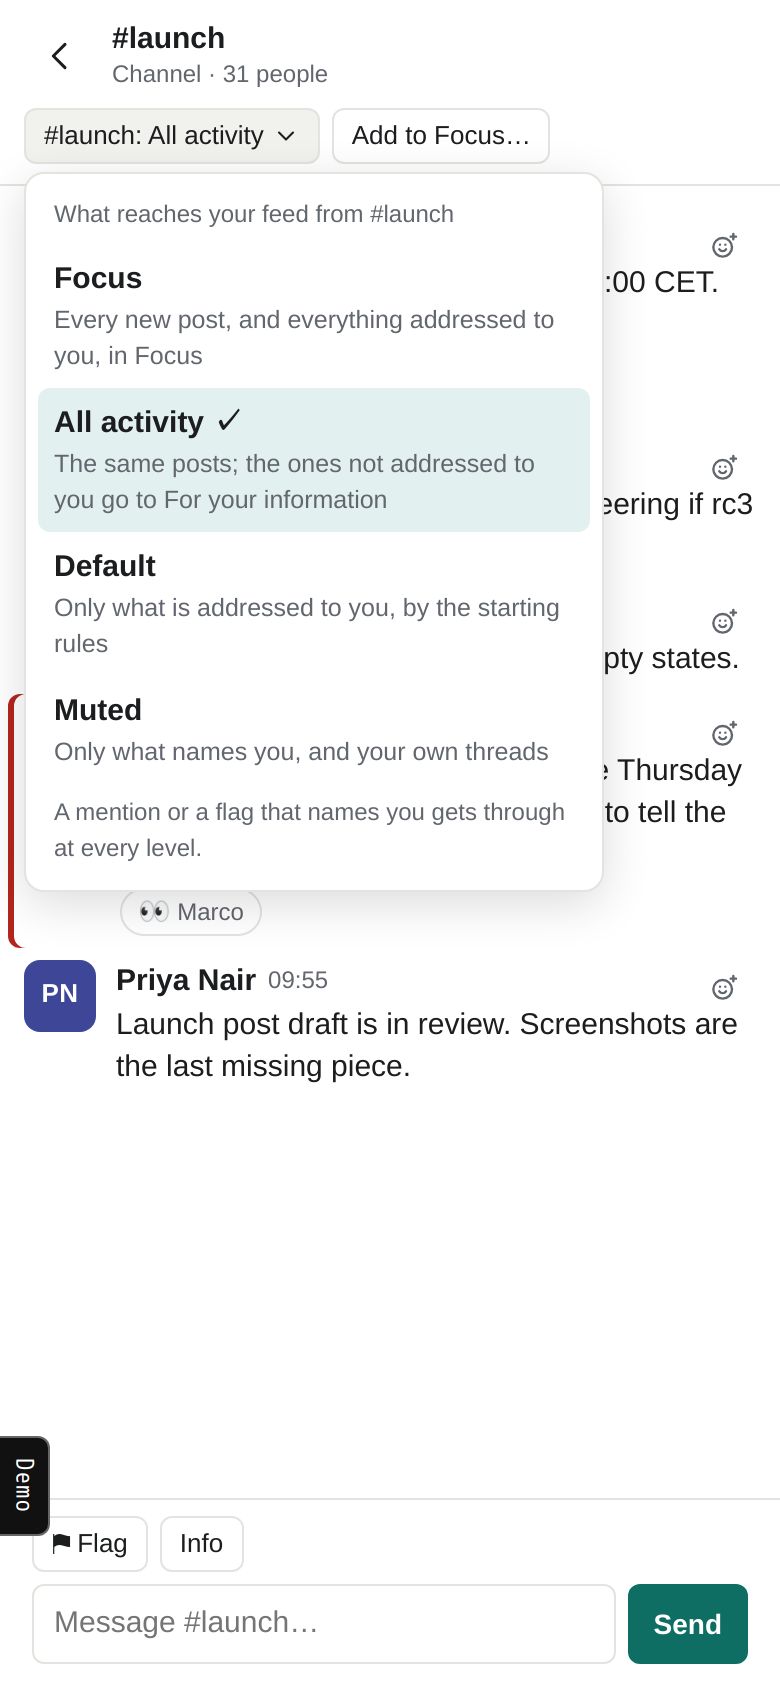 #launch
Channel · 31 people
#launch: All activity
Add to Focus…
What reaches your feed from #launch
Focus
Every new post, and everything addressed to
you, in Focus
All activity ✓
The same posts; the ones not addressed to
you go to For your information
Default
Only what is addressed to you, by the starting
rules
Muted
Only what names you, and your own threads
A mention or a flag that names you gets through
at every level.
:00 CET.
if rc3
states.
Thursday
to tell the
👀 Marco
PN
Priya Nair 09:55
Launch post draft is in review. Screenshots are
the last missing piece.
Demo
Flag
Info
Message #launch…
Send